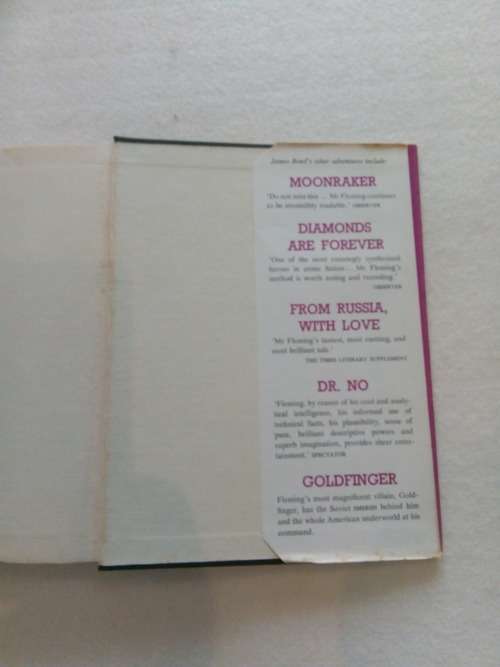 James Bond's other adventures include
MOONRAKER
'Do not miss this ... Mr Fleming continues
to be irresistibly readable.' OBSERVER
DIAMONDS
ARE FOREVER
'One of the most cunningly synthesised
heroes in crime fiction... Mr Fleming's
method is worth noting and recording.'
OBSERVER
FROM RUSSIA,
WITH LOVE
'Mr Fleming's tautest, most exciting, and
most brilliant tale.'
THE TIMES LITERARY SUPPLEMENT
DR. NO
'Fleming, by reason of his cool and analy-
tical intelligence, his informed use of
technical facts, his plausibility, sense of
pace, brilliant descriptive powers and
superb imagination, provides sheer enter-
tainment.' SPECTATOR
GOLDFINGER
Fleming's most magnificent villain, Gold-
finger, has the Soviet SMERSH behind him
and the whole American underworld at his
command.